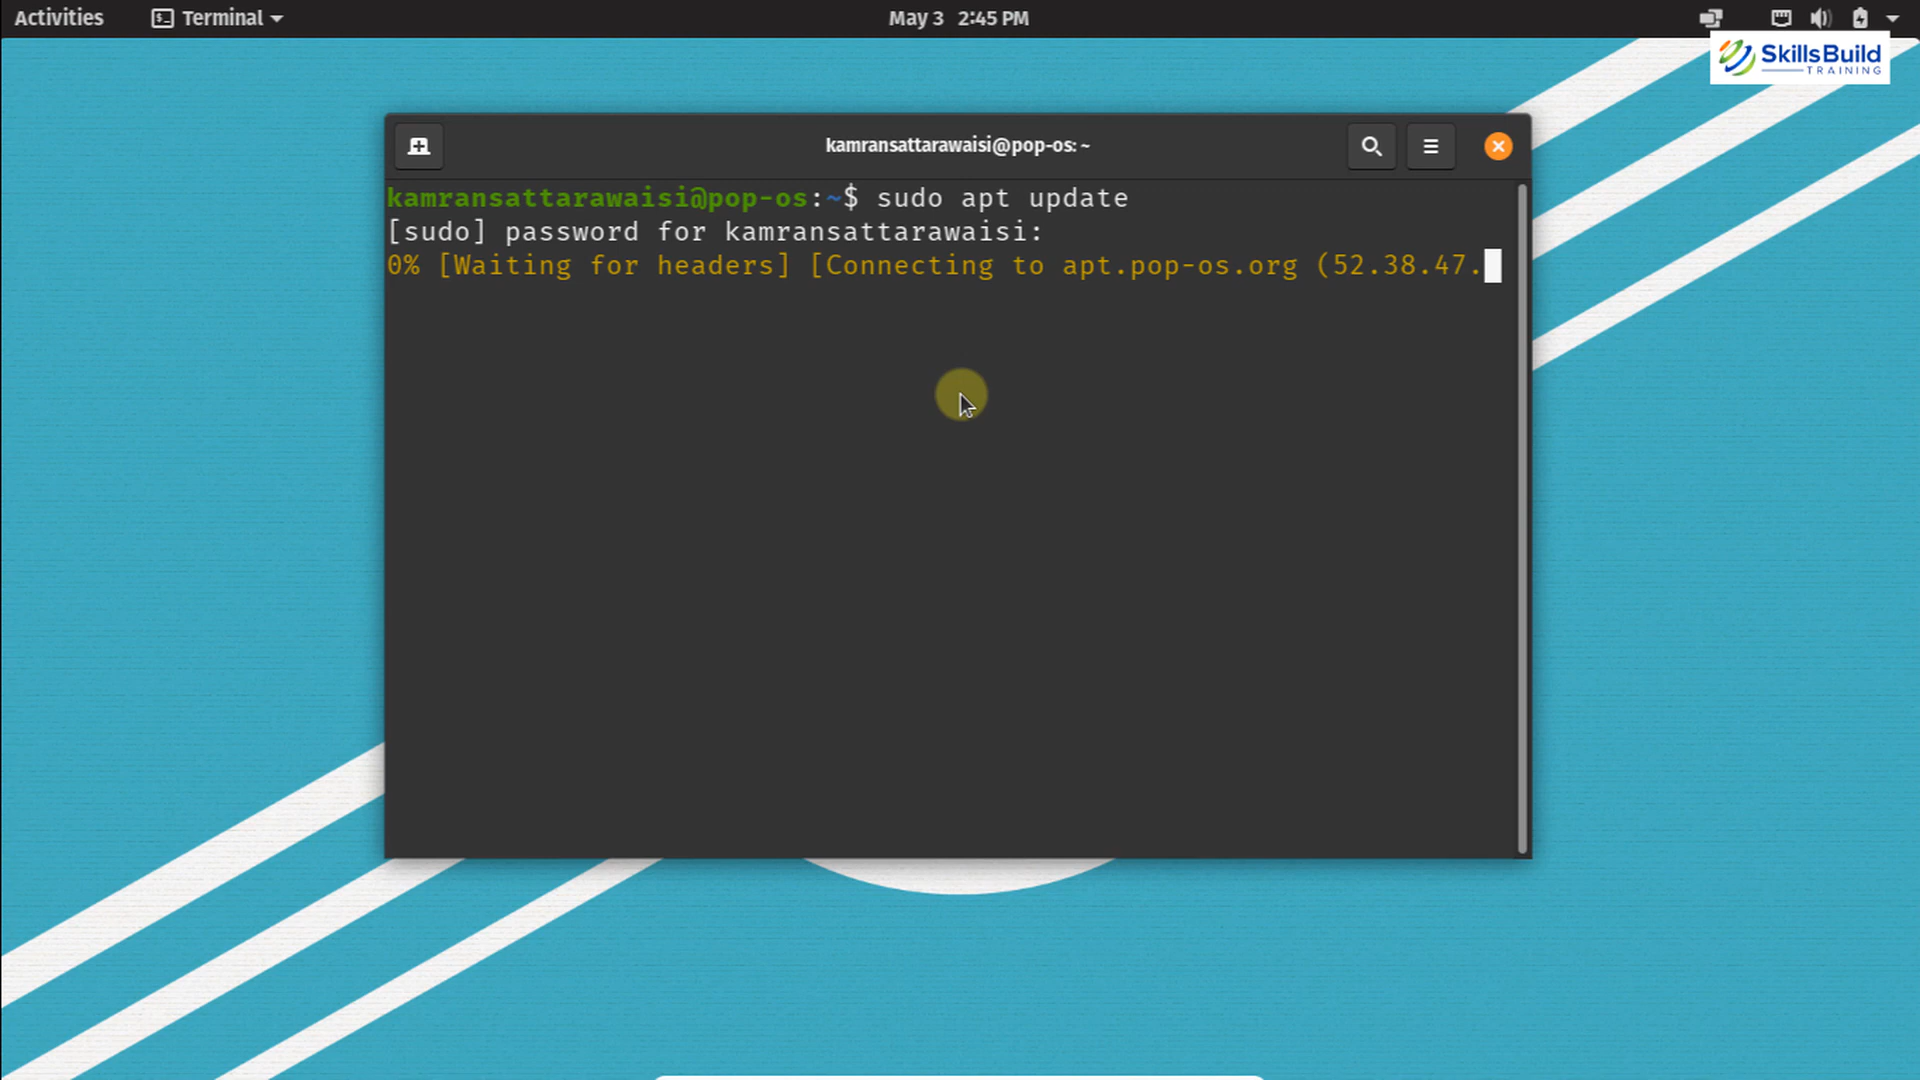 Activities Terminal May 3 2:45 PM
SkillsBuild
TRAINING
kamransattarawaisi@pop-os: ~
kamransattarawaisi@pop-os:~$ sudo apt update
[sudo] password for kamransattarawaisi:
0% [Waiting for headers] [Connecting to apt.pop-os.org (52.38.47.